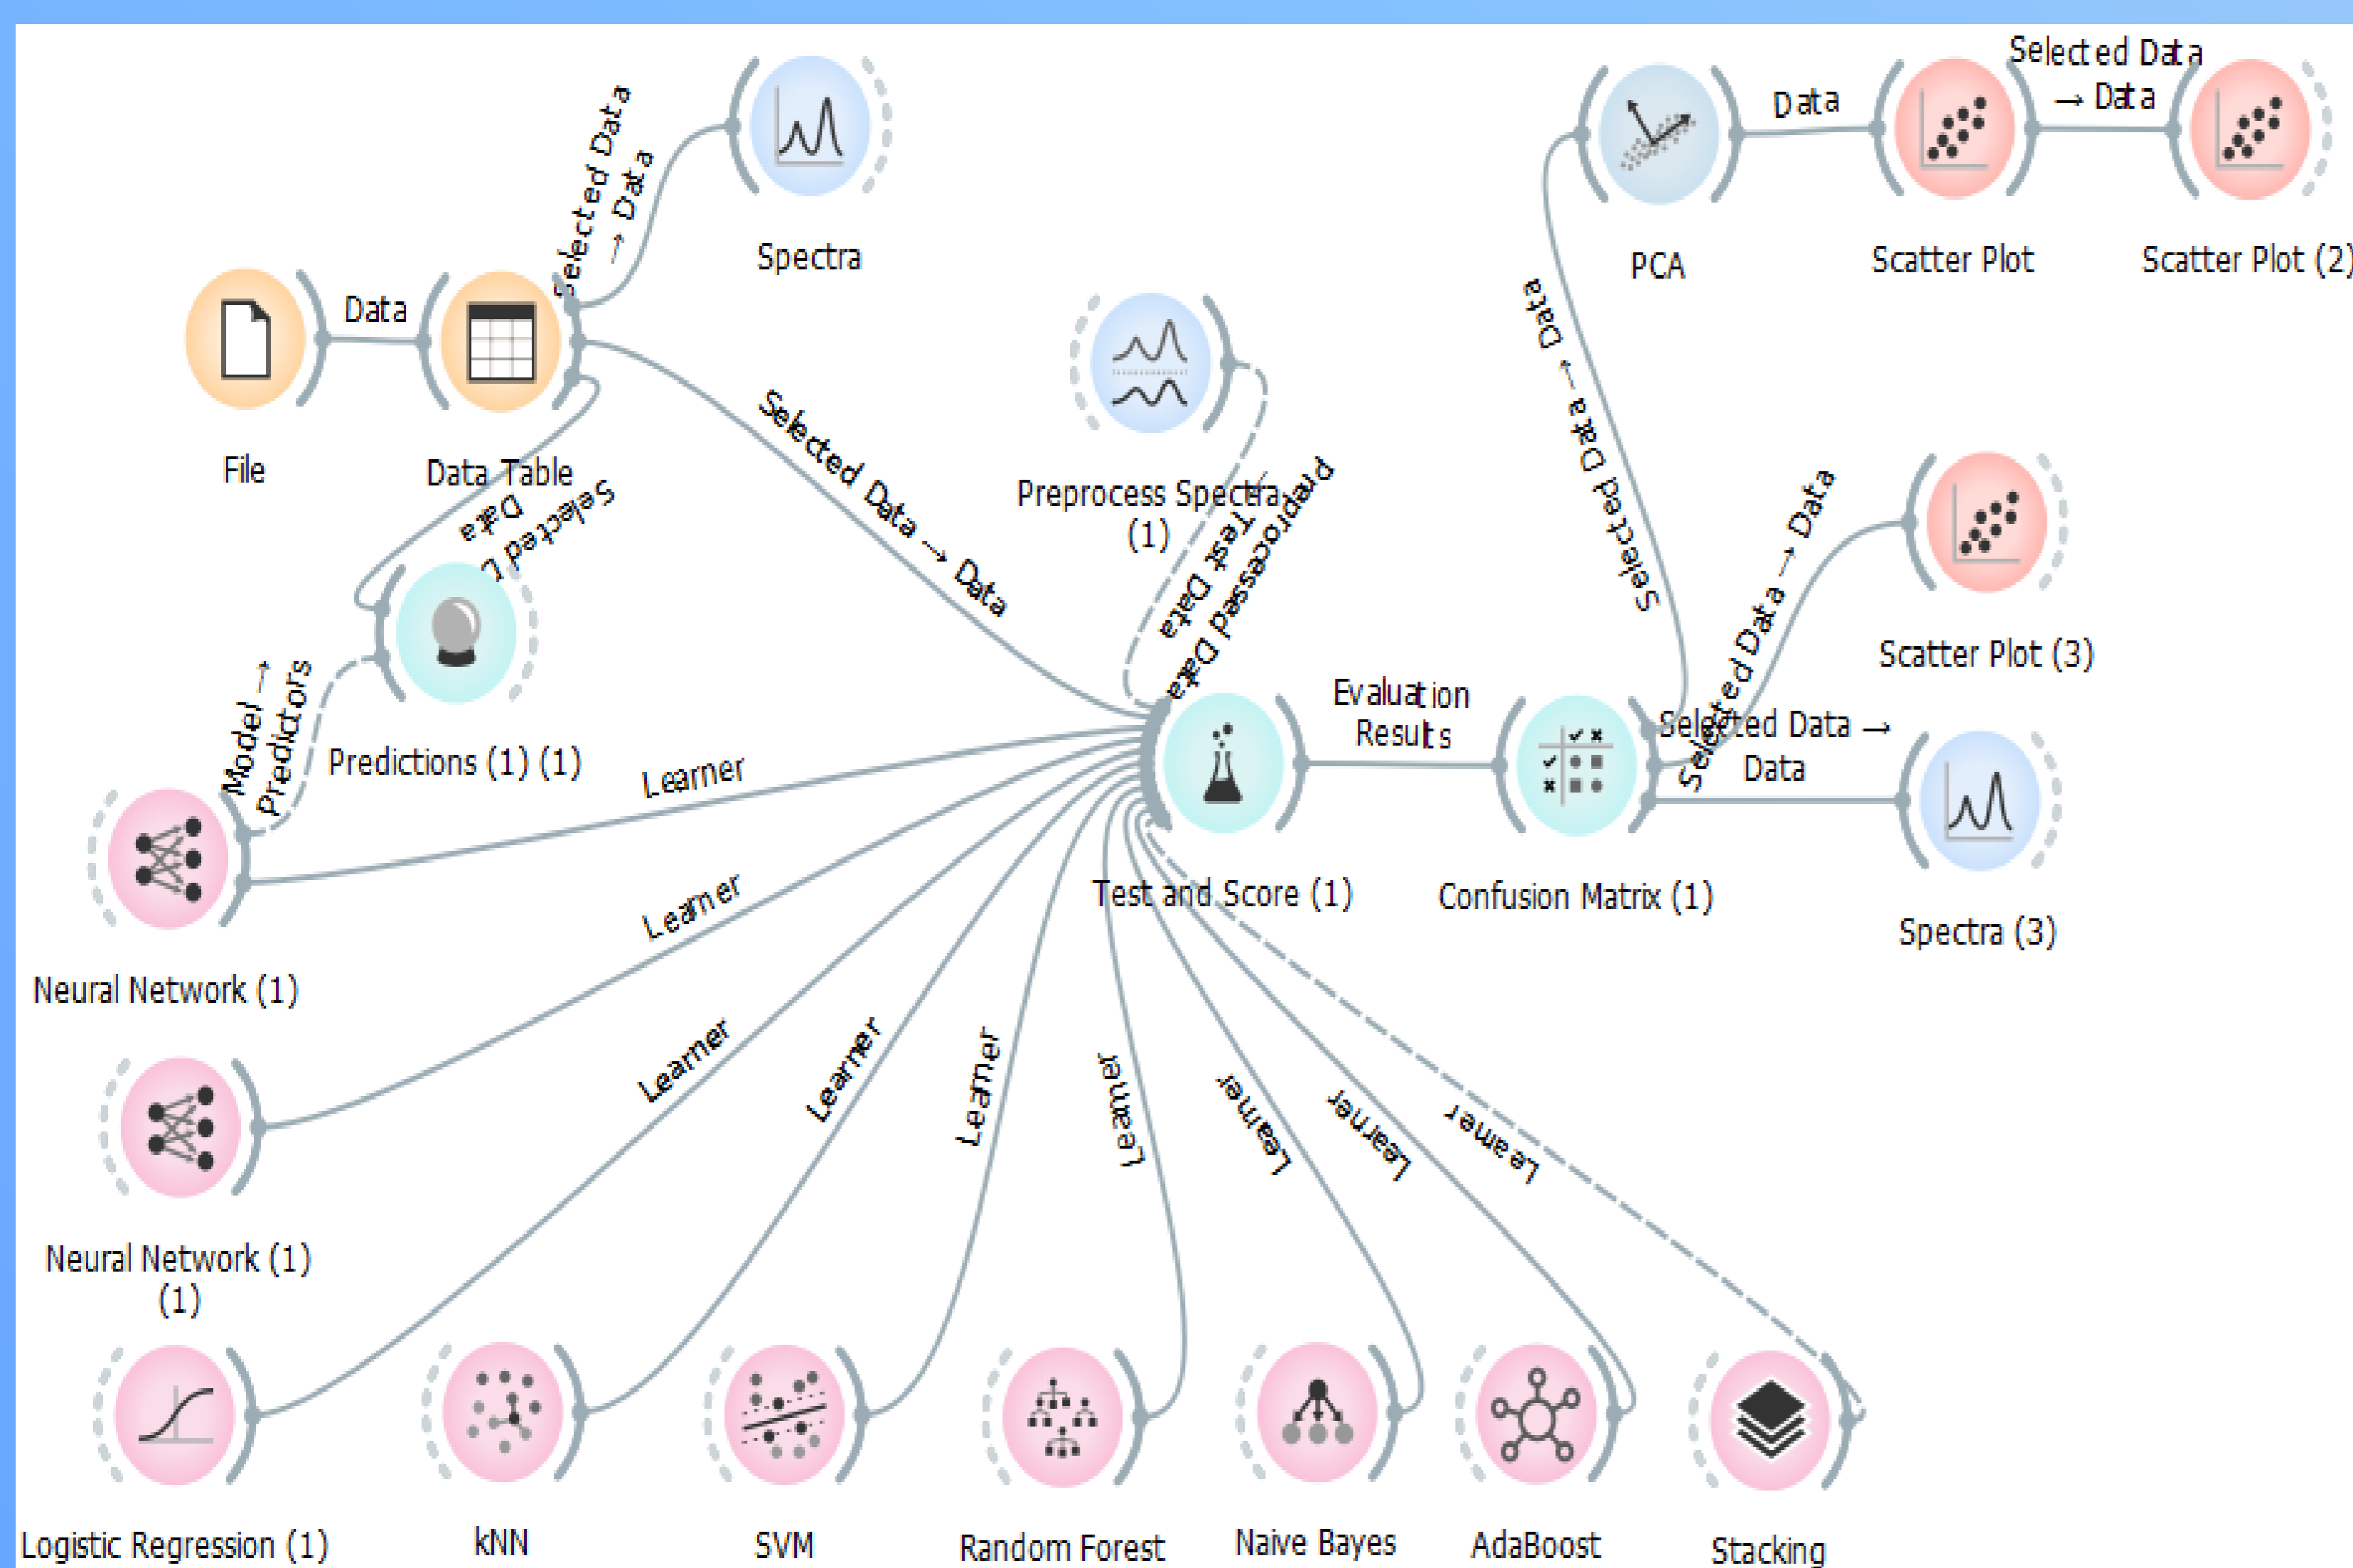 Selected Data
→ Data
Spectra
Data
Selected Data
→ Data
PCA
Scatter Plot
Scatter Plot (2)
Data
File
Data Table
Selected Data → Data
Preprocess Spectra
(1)
Preprocessed Data
→ Test Data
Selected Data → Data
Selected Data → Data
Scatter Plot (3)
Selected
Data
Model →
Predictors
Predictions (1) (1)
Evaluation
Results
Selected Data →
Data
Learner
Test and Score (1)
Confusion Matrix (1)
Spectra (3)
Neural Network (1)
Learner
Learner
Learner
Learner
Learner
Learner
Learner
Learner
Neural Network (1)
(1)
Logistic Regression (1)
kNN
SVM
Random Forest
Naive Bayes
AdaBoost
Stacking